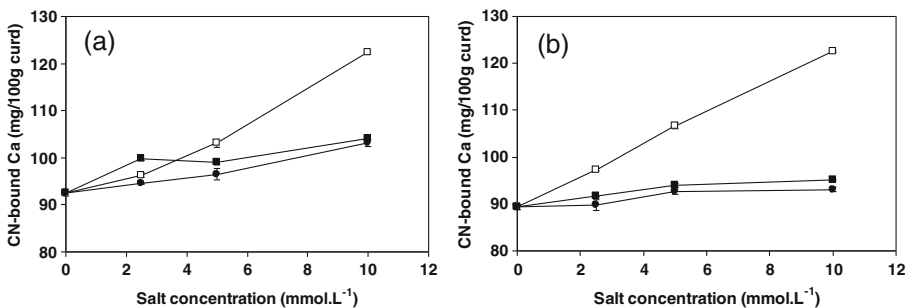 (a)
CN-bound Ca (mg/100g curd)
130
120
110
100
90
80
0 2 4 6 8 10 12
Salt concentration (mmol.L⁻¹)
(b)
CN-bound Ca (mg/100g curd)
130
120
110
100
90
80
0 2 4 6 8 10 12
Salt concentration (mmol.L⁻¹)